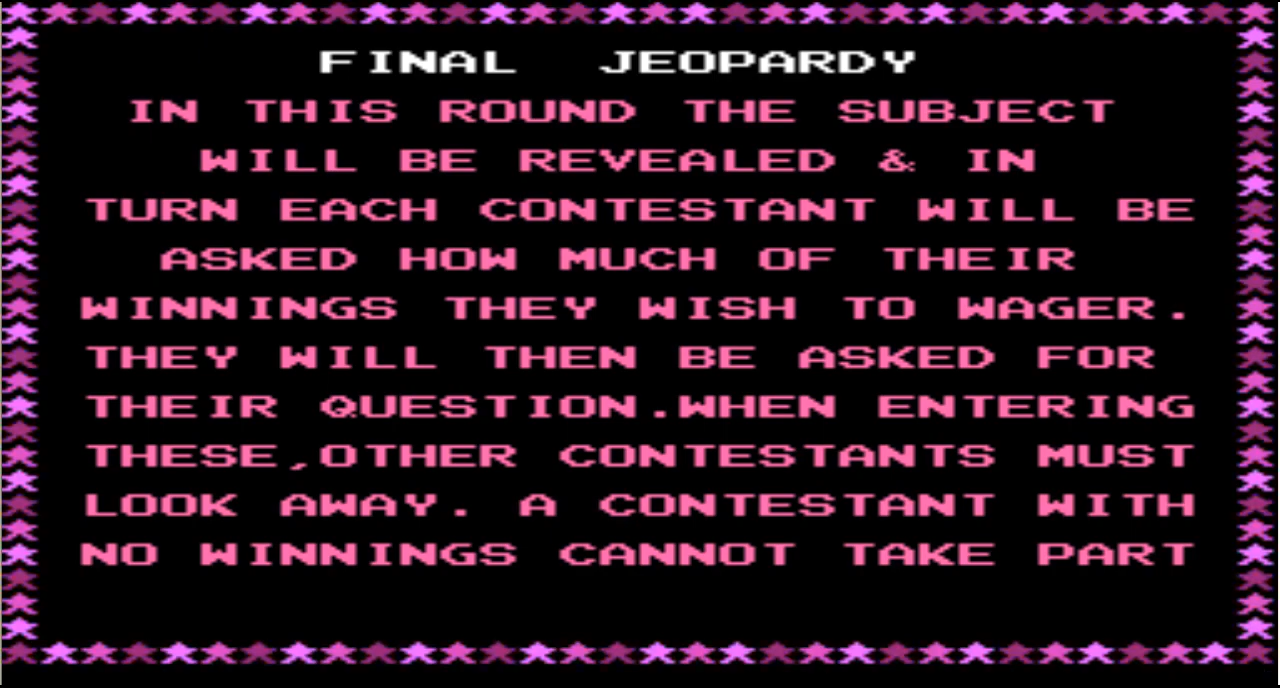 FINAL JEOPARDY
IN THIS ROUND THE SUBJECT
WILL BE REVEALED & IN
TURN EACH CONTESTANT WILL BE
ASKED HOW MUCH OF THEIR
WINNINGS THEY WISH TO WAGER.
THEY WILL THEN BE ASKED FOR
THEIR QUESTION.WHEN ENTERING
THESE,OTHER CONTESTANTS MUST
LOOK AWAY. A CONTESTANT WITH
NO WINNINGS CANNOT TAKE PART